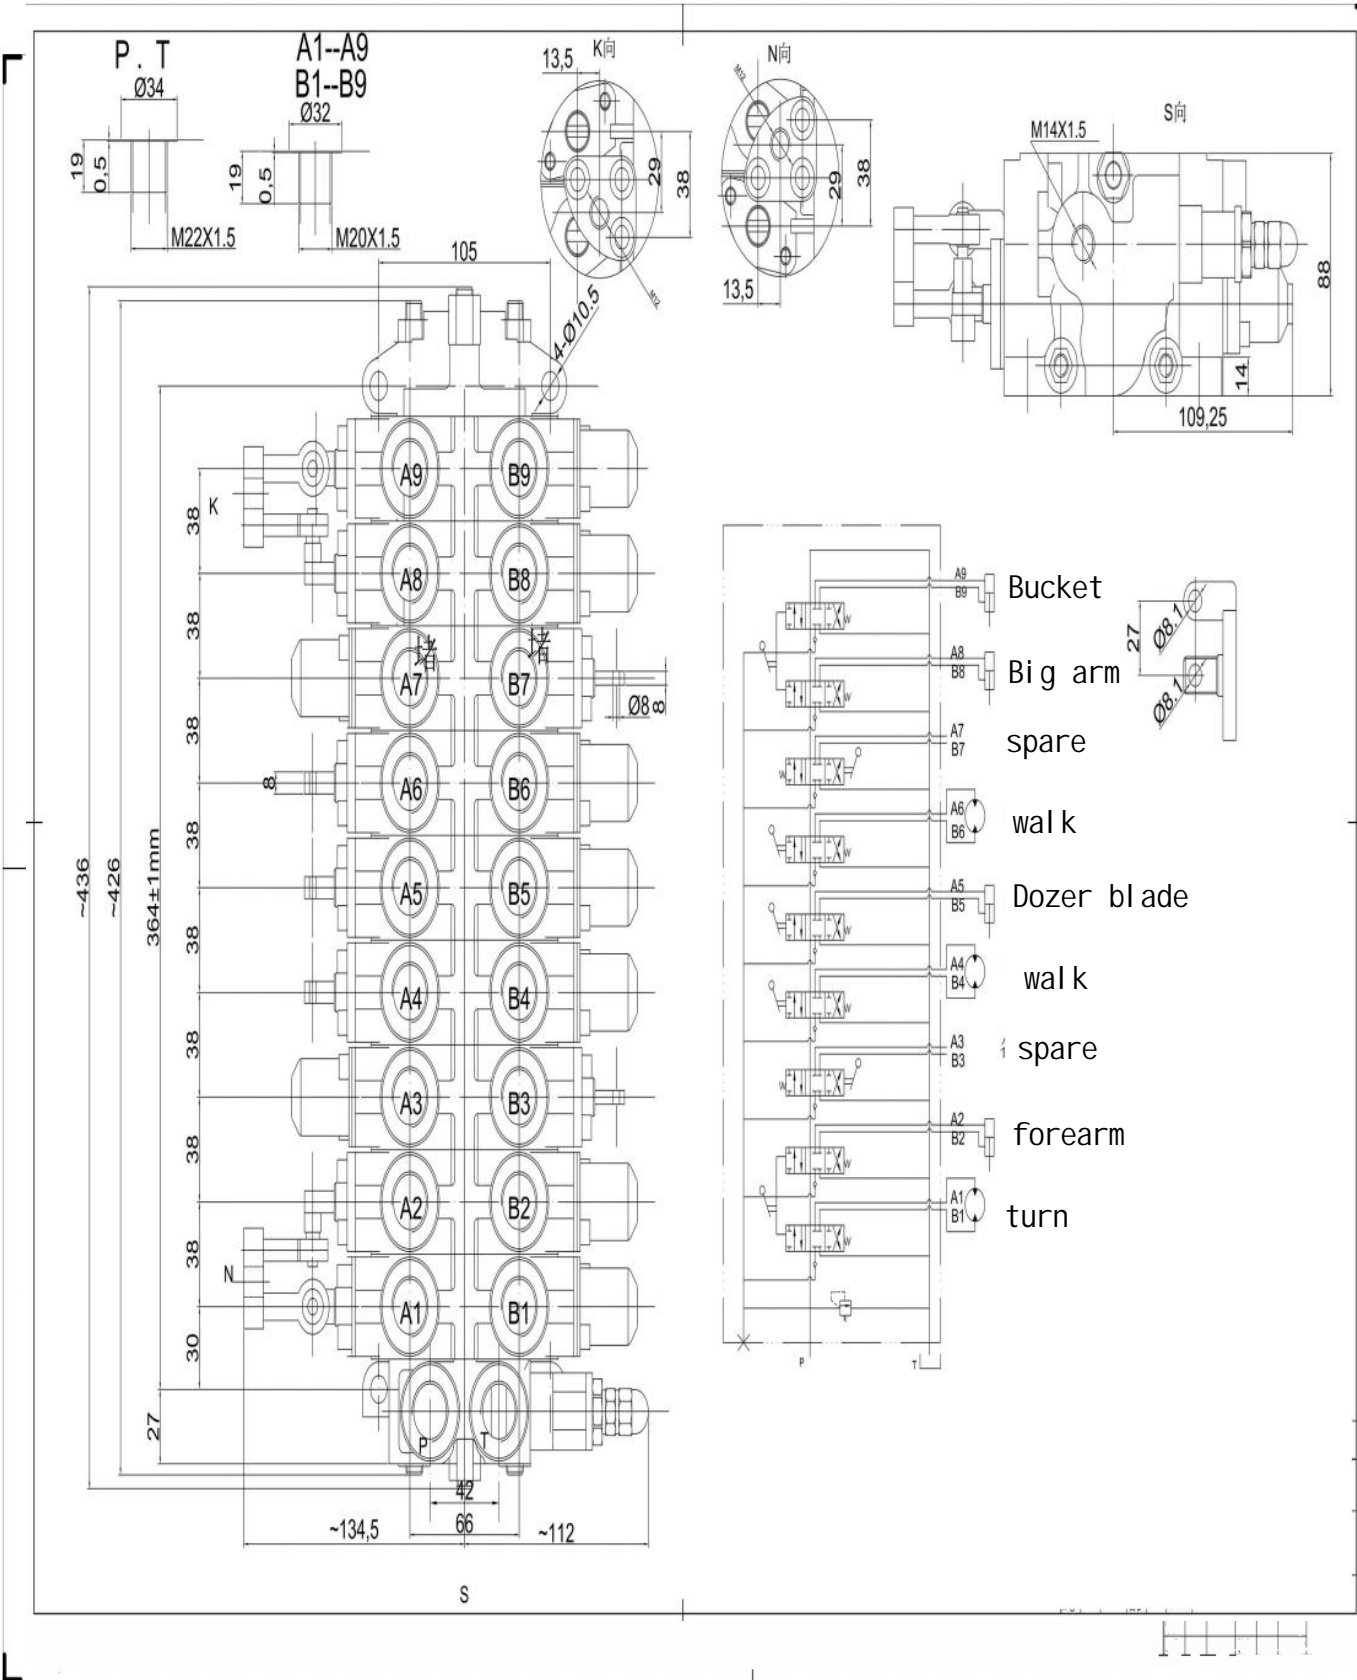 P . T
Ø34
19
0,5
M22X1.5
A1--A9
B1--B9
Ø32
19
0,5
M20X1.5
K向
13,5
29
38
M12
N向
M12
29
38
13,5
S向
M14X1.5
88
14
109,25
105
4-Ø10.5
A9 B9
K
38
A8 B8
38
堵 堵
A7 B7
Ø8
8
38
8
A6 B6
38
A5 B5
38
A4 B4
38
A3 B3
38
A2 B2
38
N
A1 B1
30
27
P T
42
66
~134,5
~112
~436
~426
364±1mm
S
A9
B9
Bucket
W
A8
B8
Big arm
W
A7
B7
spare
W
A6
B6
walk
W
A5
B5
Dozer blade
W
A4
B4
walk
W
A3
B3
spare
W
A2
B2
forearm
W
A1
B1
turn
W
P
T
27
Ø8.1
Ø8.1